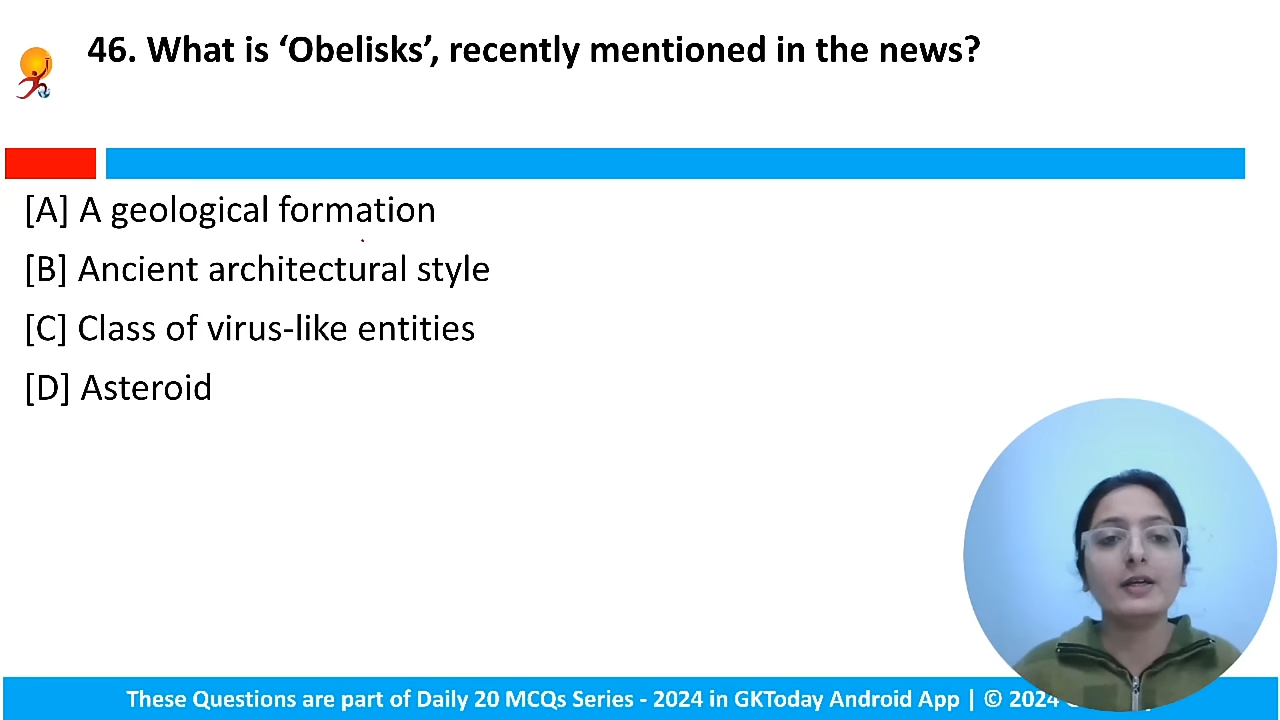 46. What is ‘Obelisks’, recently mentioned in the news?
[A] A geological formation
[B] Ancient architectural style
[C] Class of virus-like entities
[D] Asteroid
These Questions are part of Daily 20 MCQs Series - 2024 in GKToday Android App | © 2024